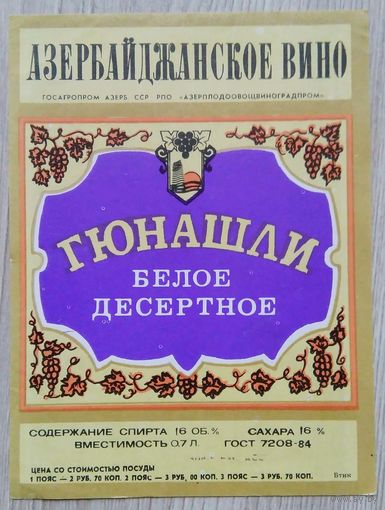 АЗЕРБАЙДЖАНСКОЕ ВИНО
ГОСАГРОПРОМ АЗЕРБ ССР РПО «АЗЕРПЛОДООВОЩВИНОГРАДПРОМ»
ГЮНАШЛИ
БЕЛОЕ
ДЕСЕРТНОЕ
СОДЕРЖАНИЕ СПИРТА 16 ОБ.% САХАРА 16 %
ВМЕСТИМОСТЬ 0,7 Л. ГОСТ 7208-84
ЦЕНА СО СТОИМОСТЬЮ ПОСУДЫ
1 ПОЯС — 2 РУБ. 70 КОП. 2 ПОЯС — 3 РУБ, 00 КОП. 3 ПОЯС — 3 РУБ. 70 КОП.
Втик